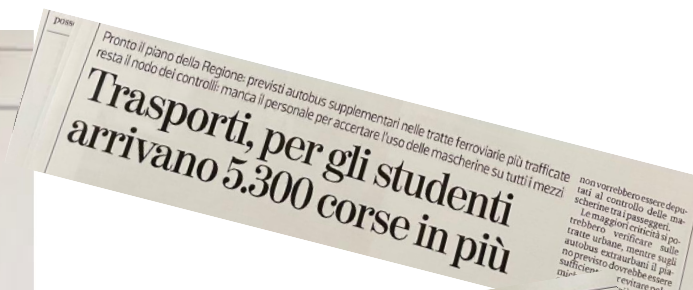 Pronto il piano della Regione: previsti autobus supplementari nelle tratte ferroviarie più trafficate
resta il nodo dei controlli: manca il personale per accertare l'uso delle mascherine su tutti i mezzi
Trasporti, per gli studenti
arrivano 5.300 corse in più
non vorrebbero essere depu-
tati al controllo delle ma-
scherine tra i passeggeri.
Le maggiori criticità si po-
trebbero verificare sulle
tratte urbane, mentre sugli
autobus extraurbani il pia-
no previsto dovrebbe essere